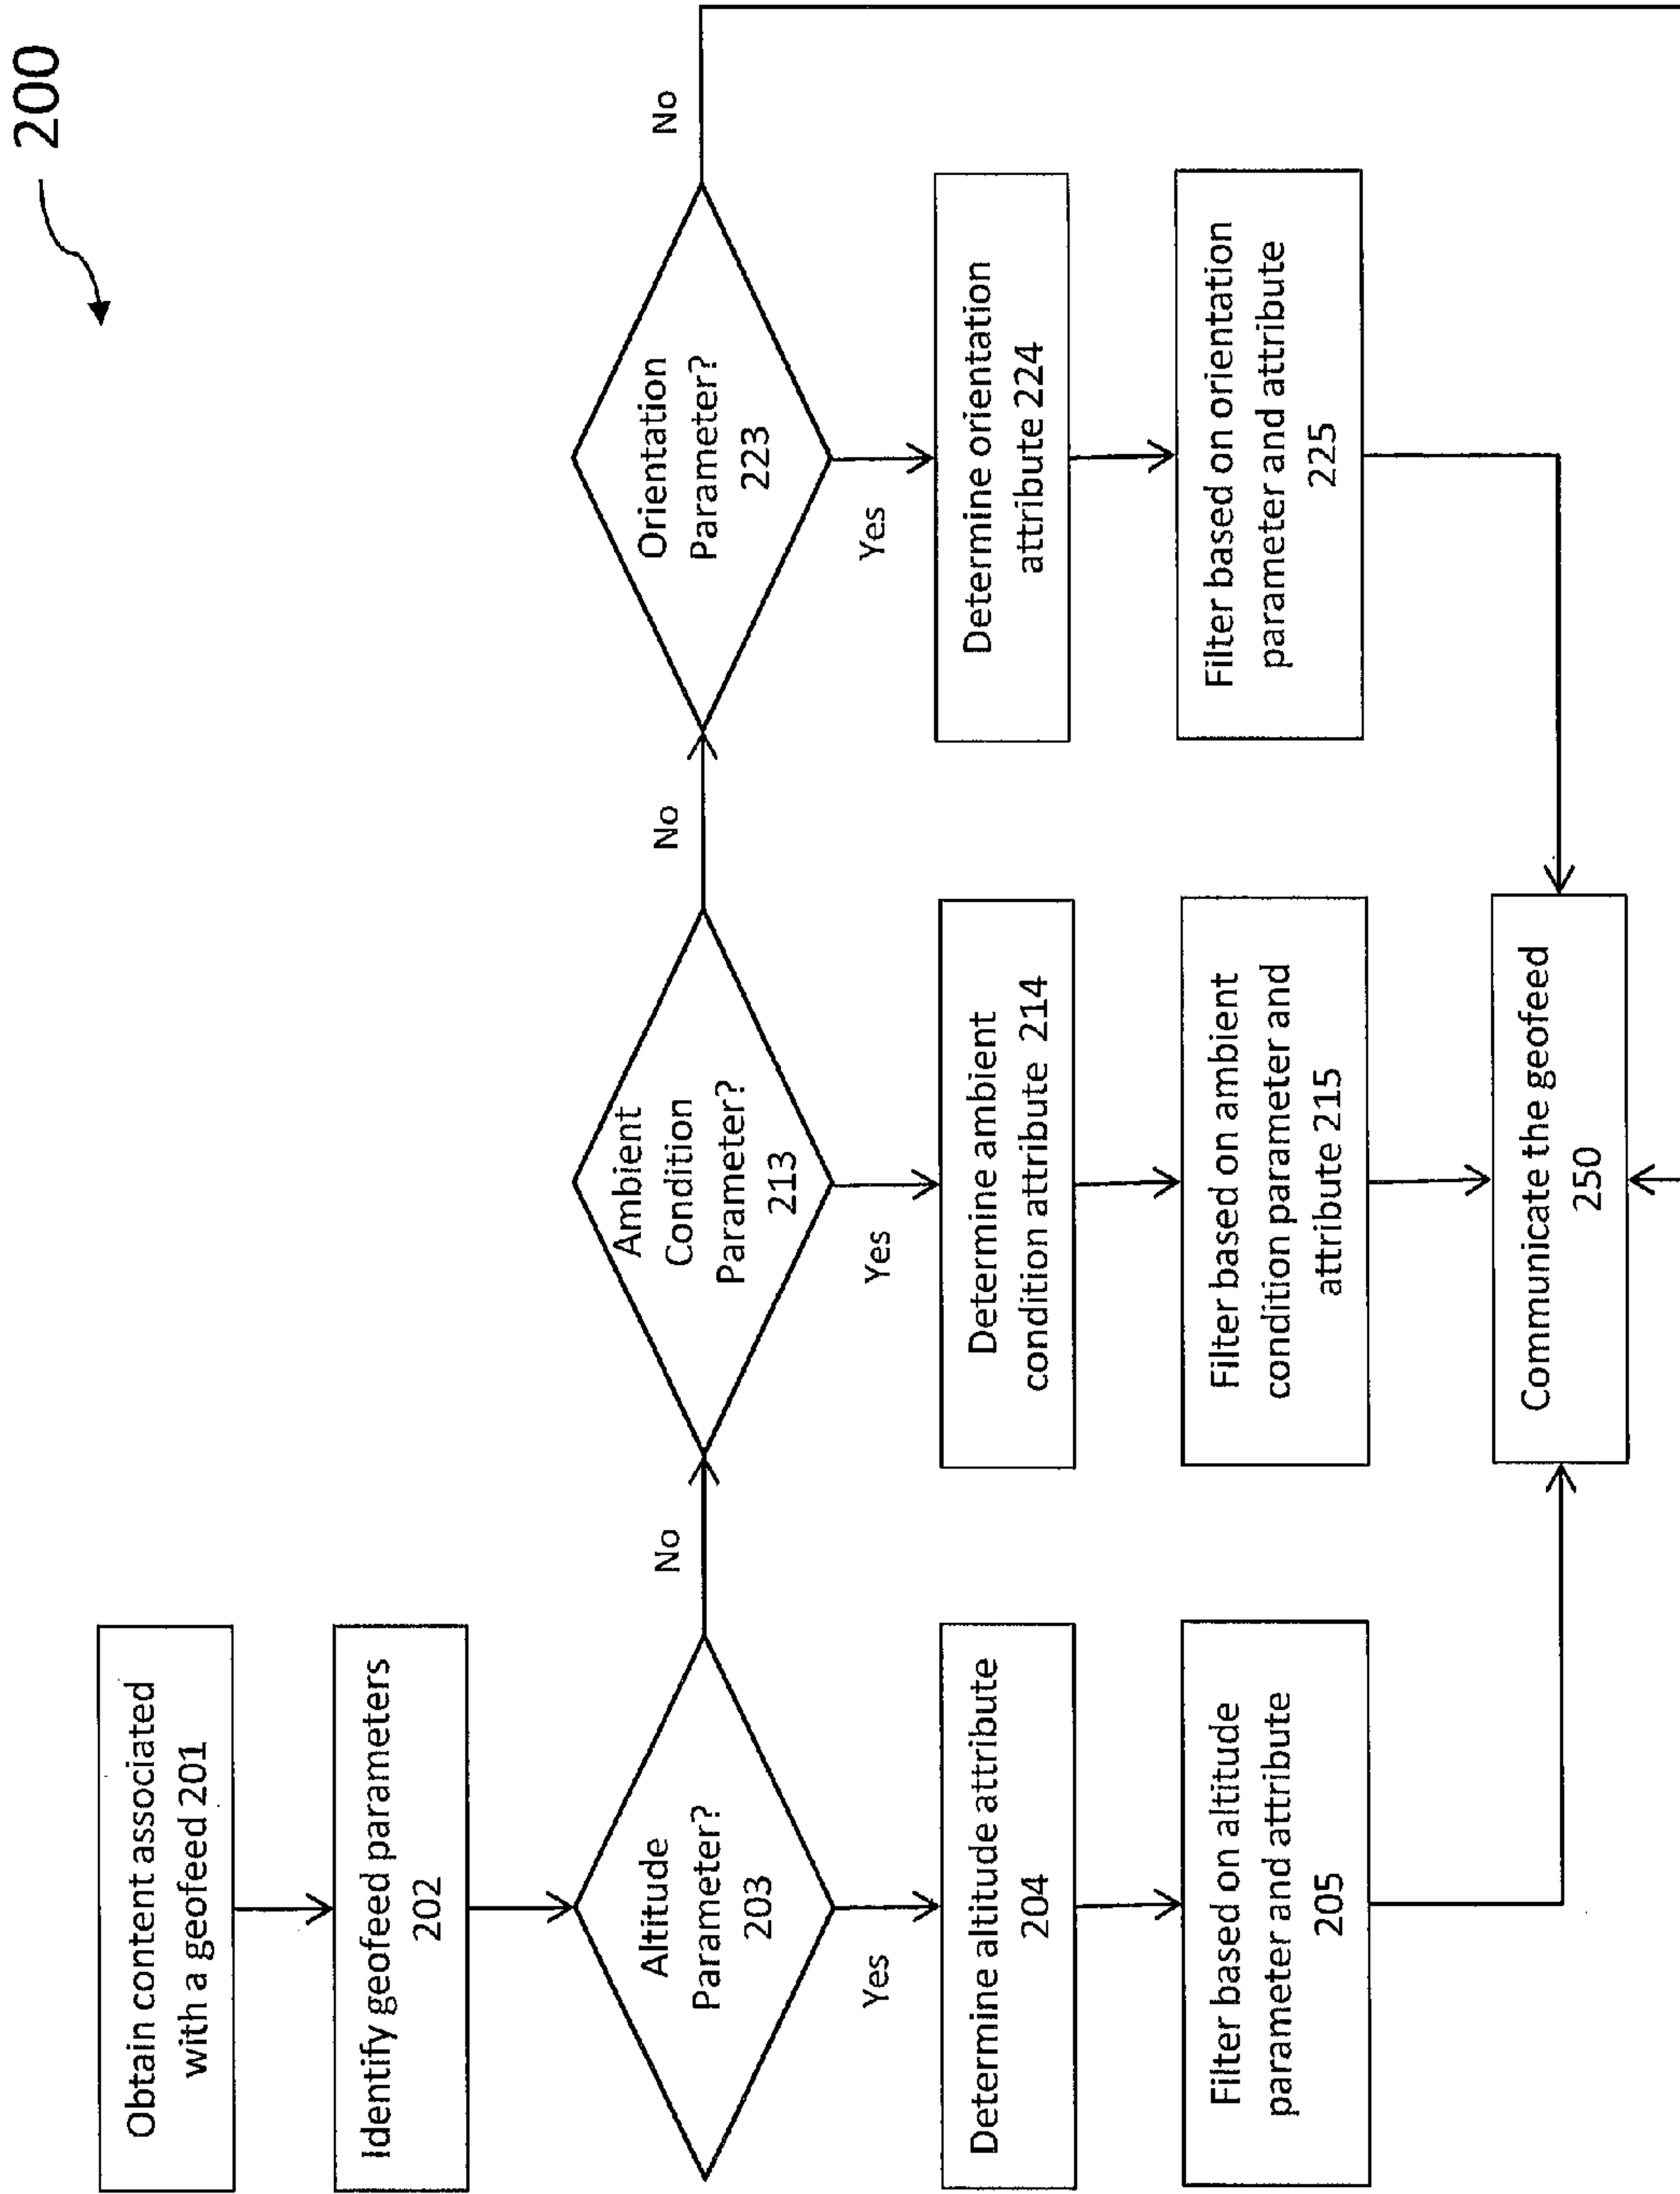 200
Obtain content associated
with a geofeed 201
Identify geofeed parameters
202
Altitude
Parameter?
203
No
Yes
Determine altitude attribute
204
Filter based on altitude
parameter and attribute
205
Ambient
Condition
Parameter?
213
No
Yes
Determine ambient
condition attribute 214
Filter based on ambient
condition parameter and
attribute 215
Orientation
Parameter?
223
No
Yes
Determine orientation
attribute 224
Filter based on orientation
parameter and attribute
225
Communicate the geofeed
250